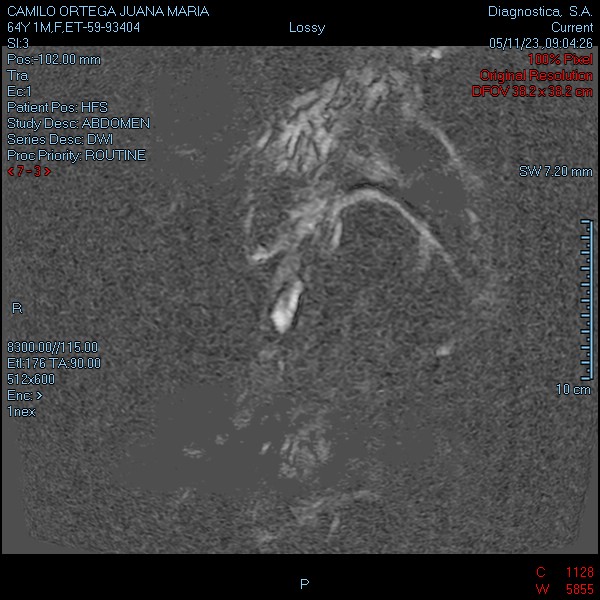 CAMILO ORTEGA JUANA MARIA
64Y 1M,F,ET-59-93404
SI:3
Pos:-102.00 mm
Tra
Ec:1
Patient Pos: HFS
Study Desc: ABDOMEN
Series Desc: DWI
Proc Priority: ROUTINE
< 7 - 3 >
Lossy
Diagnostica, S.A.
Current
05/11/23 ,09:04:26
100% Pixel
Original Resolution
DFOV 38.2 x 38.2 cm
SW 7.20 mm
R
8300.00//115.00
Etl:176 TA:90.00
512x600
Enc: >
1nex
10 cm
P
C 1128
W 5855